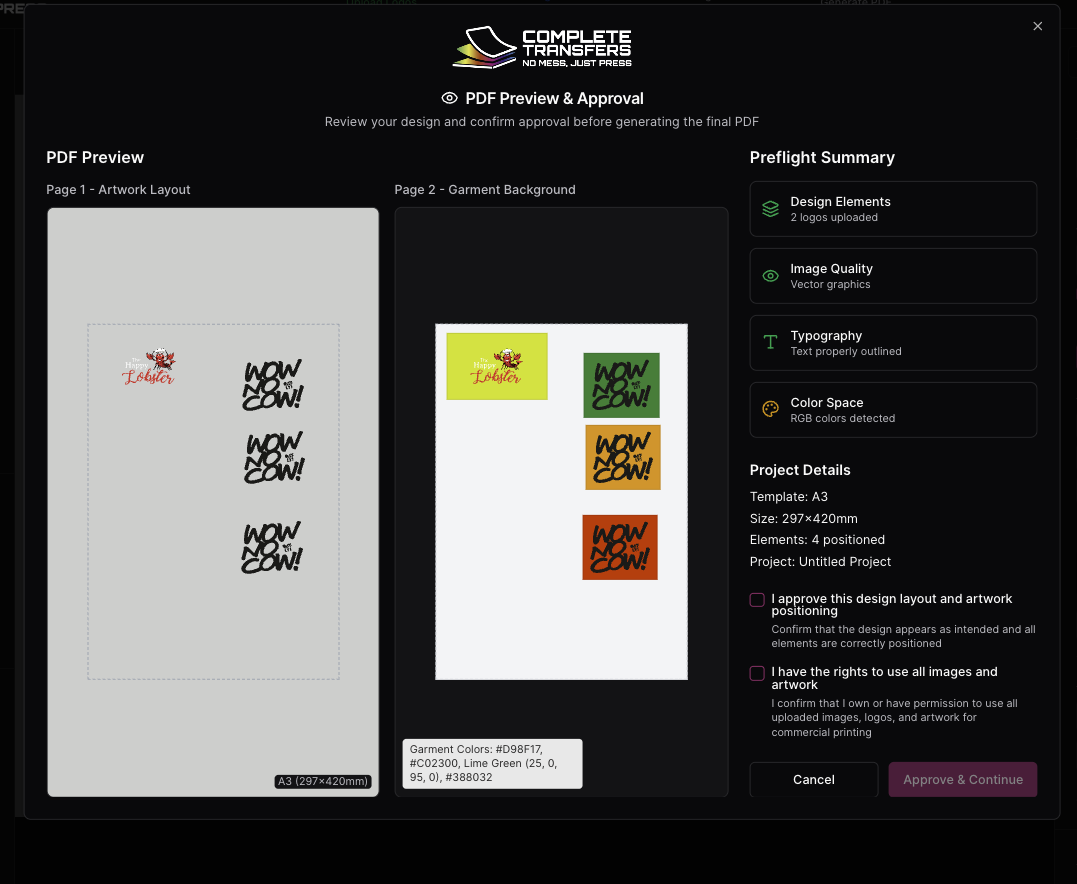 Upload Logos
Generate PDF
COMPLETE
TRANSFERS
NO MESS, JUST PRESS
PDF Preview & Approval
Review your design and confirm approval before generating the final PDF
PDF Preview
Page 1 - Artwork Layout
The
Happy
Lobster
WOW
NO
COW!
WOW
NO
COW!
WOW
NO
COW!
A3 (297×420mm)
Page 2 - Garment Background
The
Happy
Lobster
WOW
NO
COW!
WOW
NO
COW!
WOW
NO
COW!
Garment Colors: #D98F17,
#C02300, Lime Green (25, 0,
95, 0), #388032
Preflight Summary
Design Elements
2 logos uploaded
Image Quality
Vector graphics
Typography
Text properly outlined
Color Space
RGB colors detected
Project Details
Template: A3
Size: 297×420mm
Elements: 4 positioned
Project: Untitled Project
I approve this design layout and artwork
positioning
Confirm that the design appears as intended and all
elements are correctly positioned
I have the rights to use all images and
artwork
I confirm that I own or have permission to use all
uploaded images, logos, and artwork for
commercial printing
Cancel
Approve & Continue